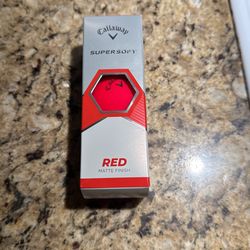 Callaway
SUPERSOFT
RED
MATTE FINISH